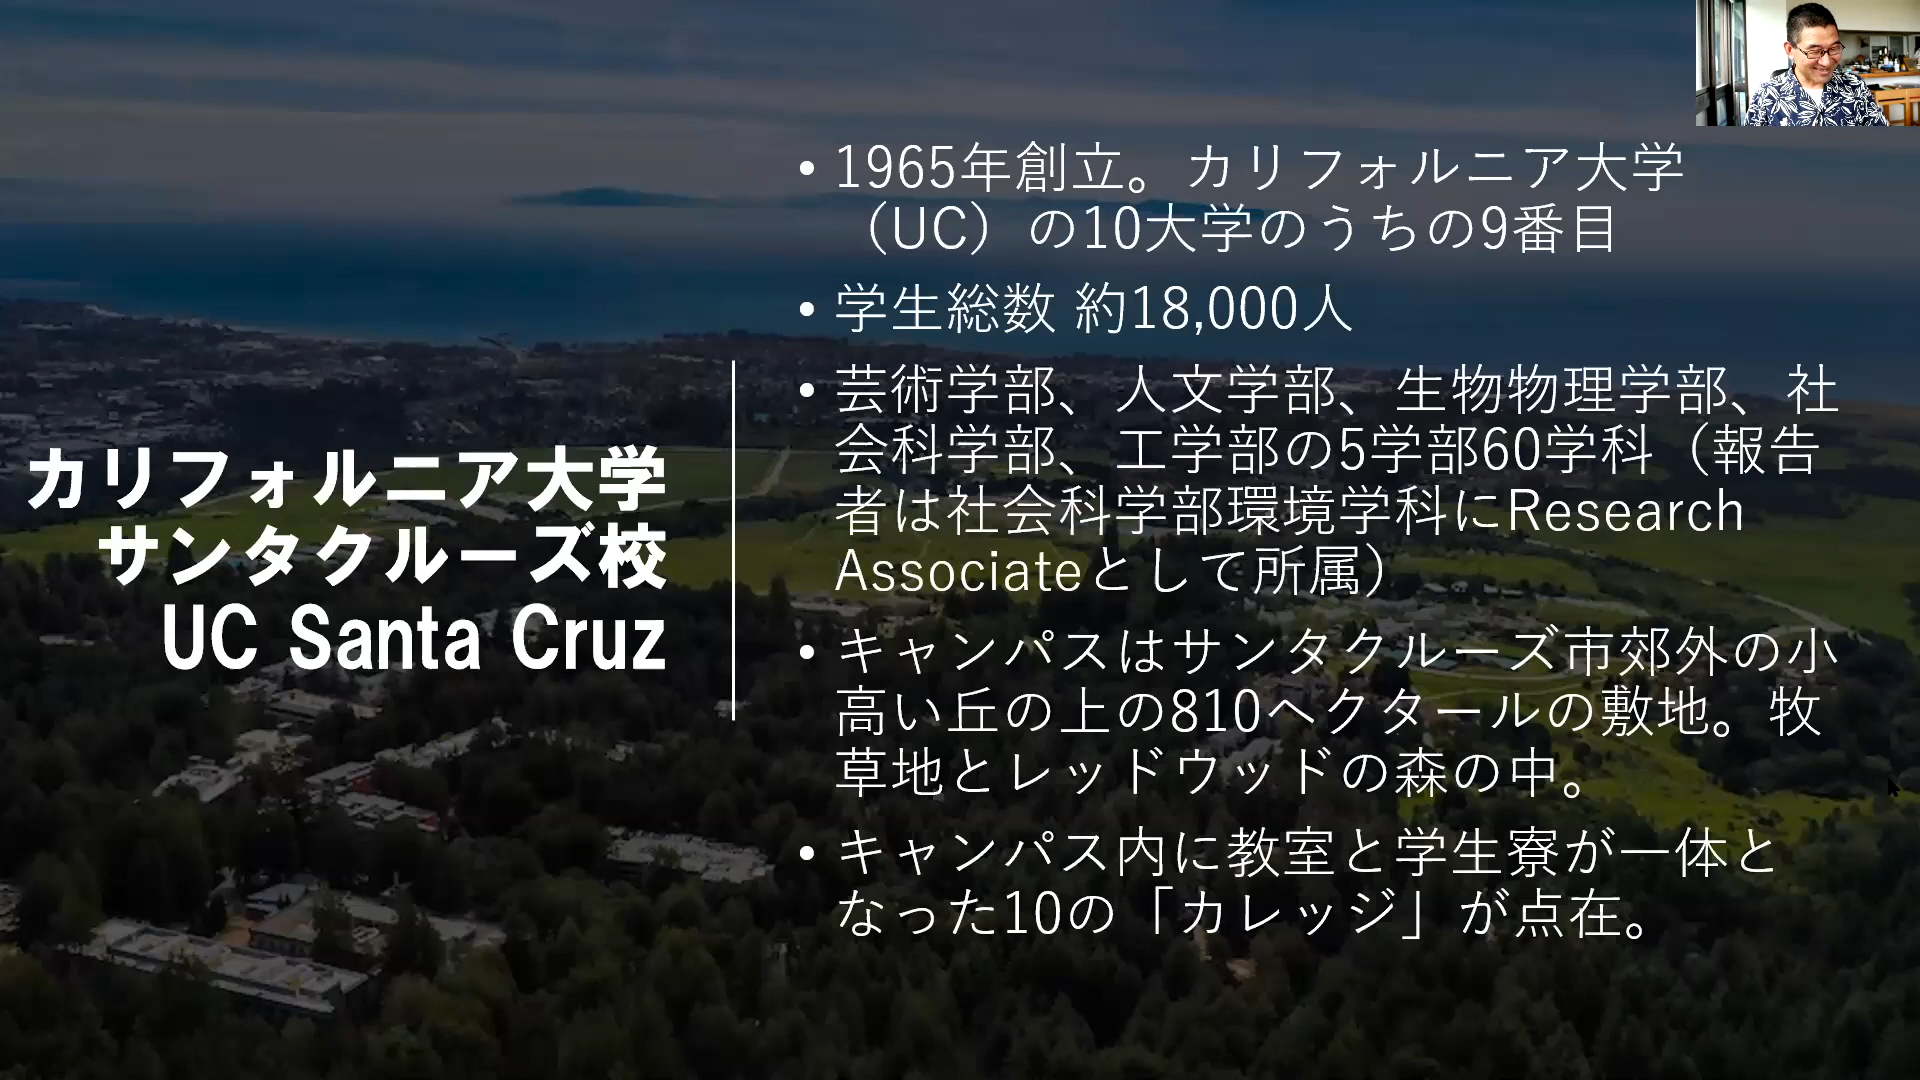 カリフォルニア大学
サンタクルーズ校
UC Santa Cruz
• 1965年創立。カリフォルニア大学
（UC）の10大学のうちの9番目
• 学生総数 約18,000人
• 芸術学部、人文学部、生物物理学部、社
会科学部、工学部の5学部60学科（報告
者は社会科学部環境学科にResearch
Associateとして所属）
• キャンパスはサンタクルーズ市郊外の小
高い丘の上の810ヘクタールの敷地。牧
草地とレッドウッドの森の中。
• キャンパス内に教室と学生寮が一体と
なった10の「カレッジ」が点在。